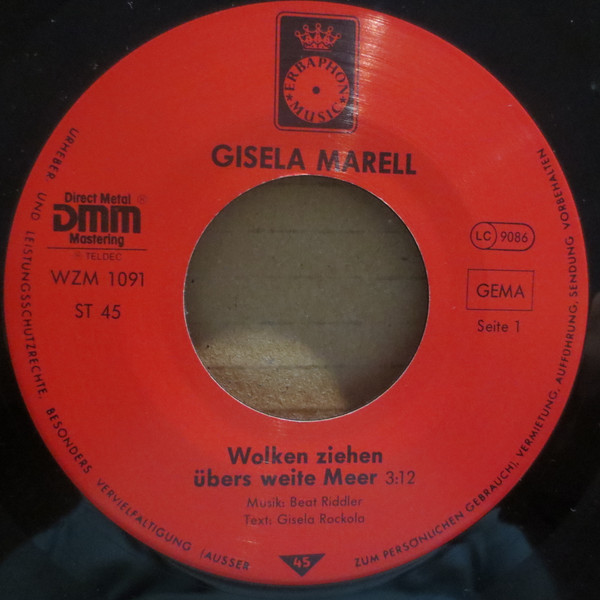 ERBAPHON
MUSIC
GISELA MARELL
Direct Metal ®
DMM
Mastering
℗ TELDEC
WZM 1091
ST 45
LC 9086
GEMA
Seite 1
Wolken ziehen
übers weite Meer 3:12
Musik: Beat Riddler
Text: Gisela Rockola
URHEBER UND LEISTUNGSSCHUTZRECHTE. BESONDERS VERVIELFÄLTIGUNG (AUSSER
45
ZUM PERSÖNLICHEN GEBRAUCH), VERMIETUNG, AUFFÜHRUNG, SENDUNG VORBEHALTEN